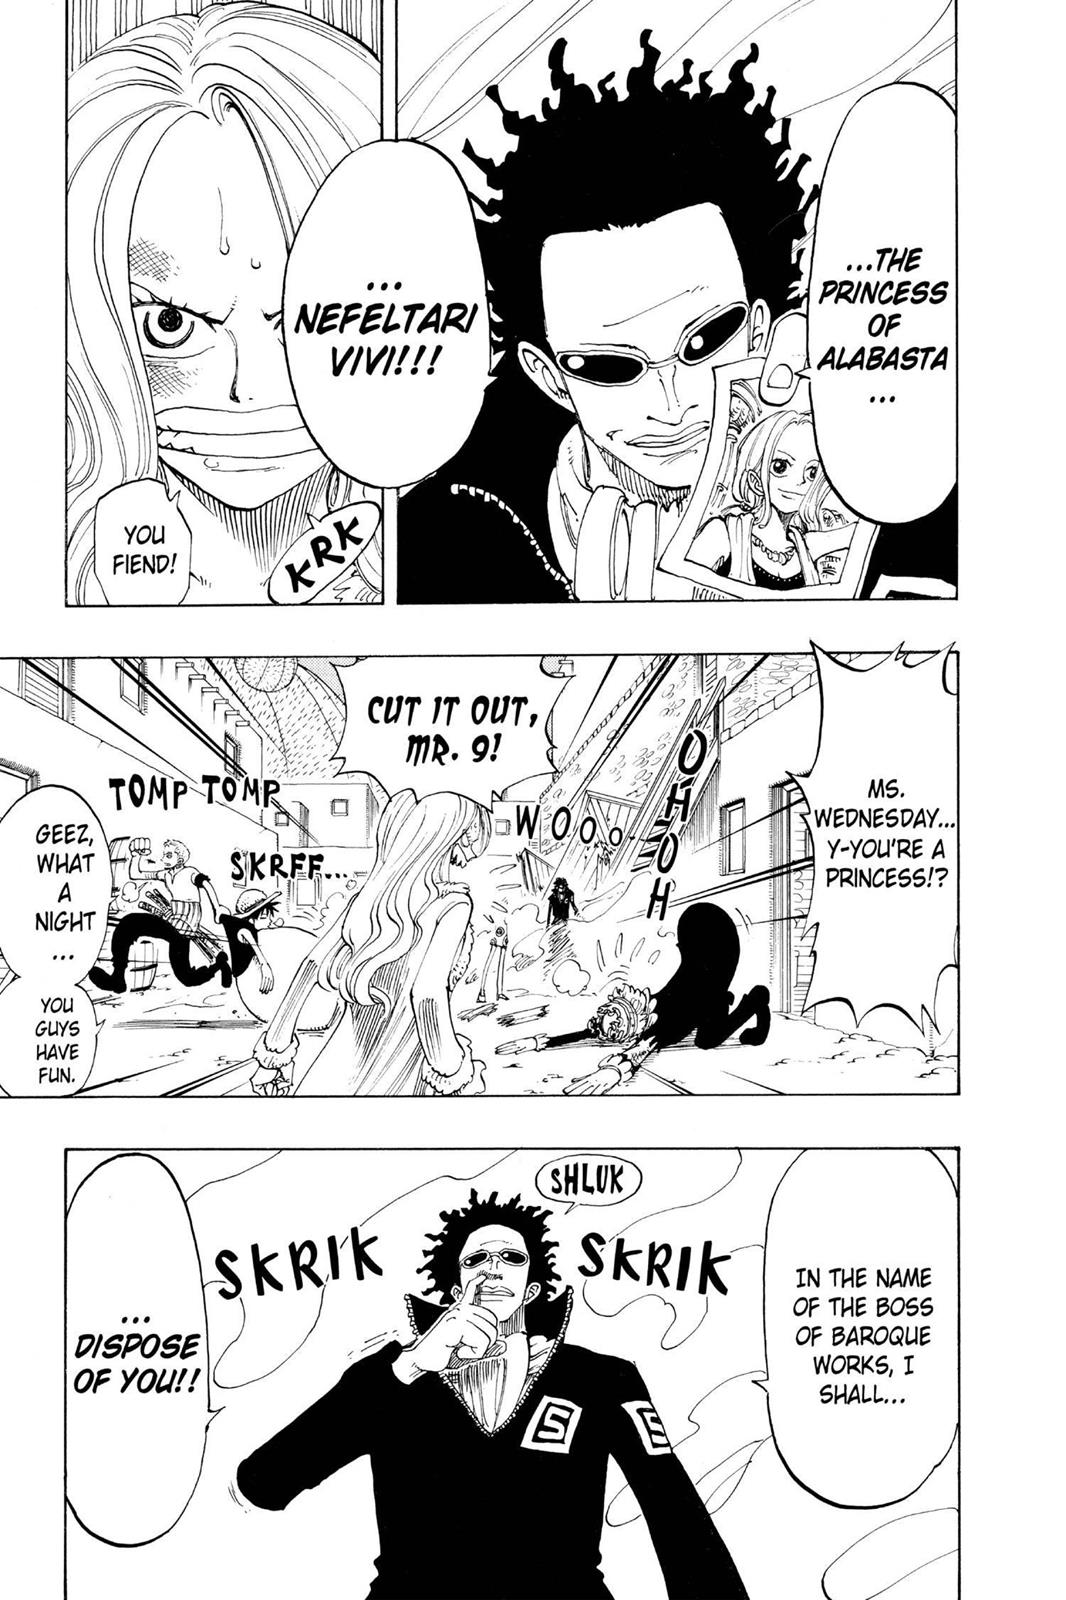 ...THE
PRINCESS
OF
ALABASTA
...
...
NEFELTARI
VIVI!!!
YOU
FIEND!
KRK
MS.
WEDNESDAY...
Y-YOU'RE A
PRINCESS!?
OHOHOH
WOOO...
CUT IT OUT,
MR. 9!
TOMP TOMP
SKRFF...
GEEZ,
WHAT
A
NIGHT
...
YOU
GUYS
HAVE
FUN.
IN THE NAME
OF THE BOSS
OF BAROQUE
WORKS, I
SHALL...
SHLUK
SKRIK
SKRIK
S
S
...
DISPOSE
OF YOU!!